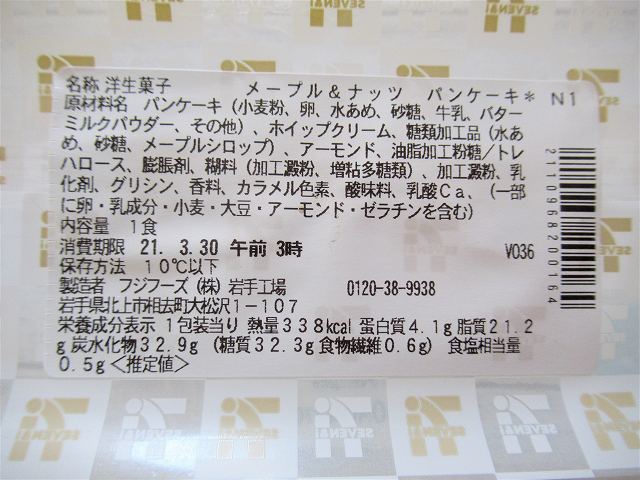 名称 洋生菓子 メープル&ナッツ パンケーキ* N1
原材料名 パンケーキ(小麦粉、卵、水あめ、砂糖、牛乳、バター
ミルクパウダー、その他)、ホイップクリーム、糖類加工品(水あ
め、砂糖、メープルシロップ)、アーモンド、油脂加工粉糖/トレ
ハロース、膨脹剤、糊料(加工澱粉、増粘多糖類)、加工澱粉、乳
化剤、グリシン、香料、カラメル色素、酸味料、乳酸Ca、(一部
に卵・乳成分・小麦・大豆・アーモンド・ゼラチンを含む)
内容量 1食
消費期限 21. 3.30 午前 3時 V036
保存方法 10℃以下
製造者 フジフーズ(株)岩手工場 0120-38-9938
岩手県北上市相去町大松沢1-107
栄養成分表示 1包装当り 熱量338kcal 蛋白質4.1g 脂質21.2
g 炭水化物32.9g (糖質32.3g 食物繊維0.6g) 食塩相当量
0.5g<推定値>
2110968200164
SEVEN&i
SEVEN&i
SEVEN&i
SEVEN&i
SEVEN&i